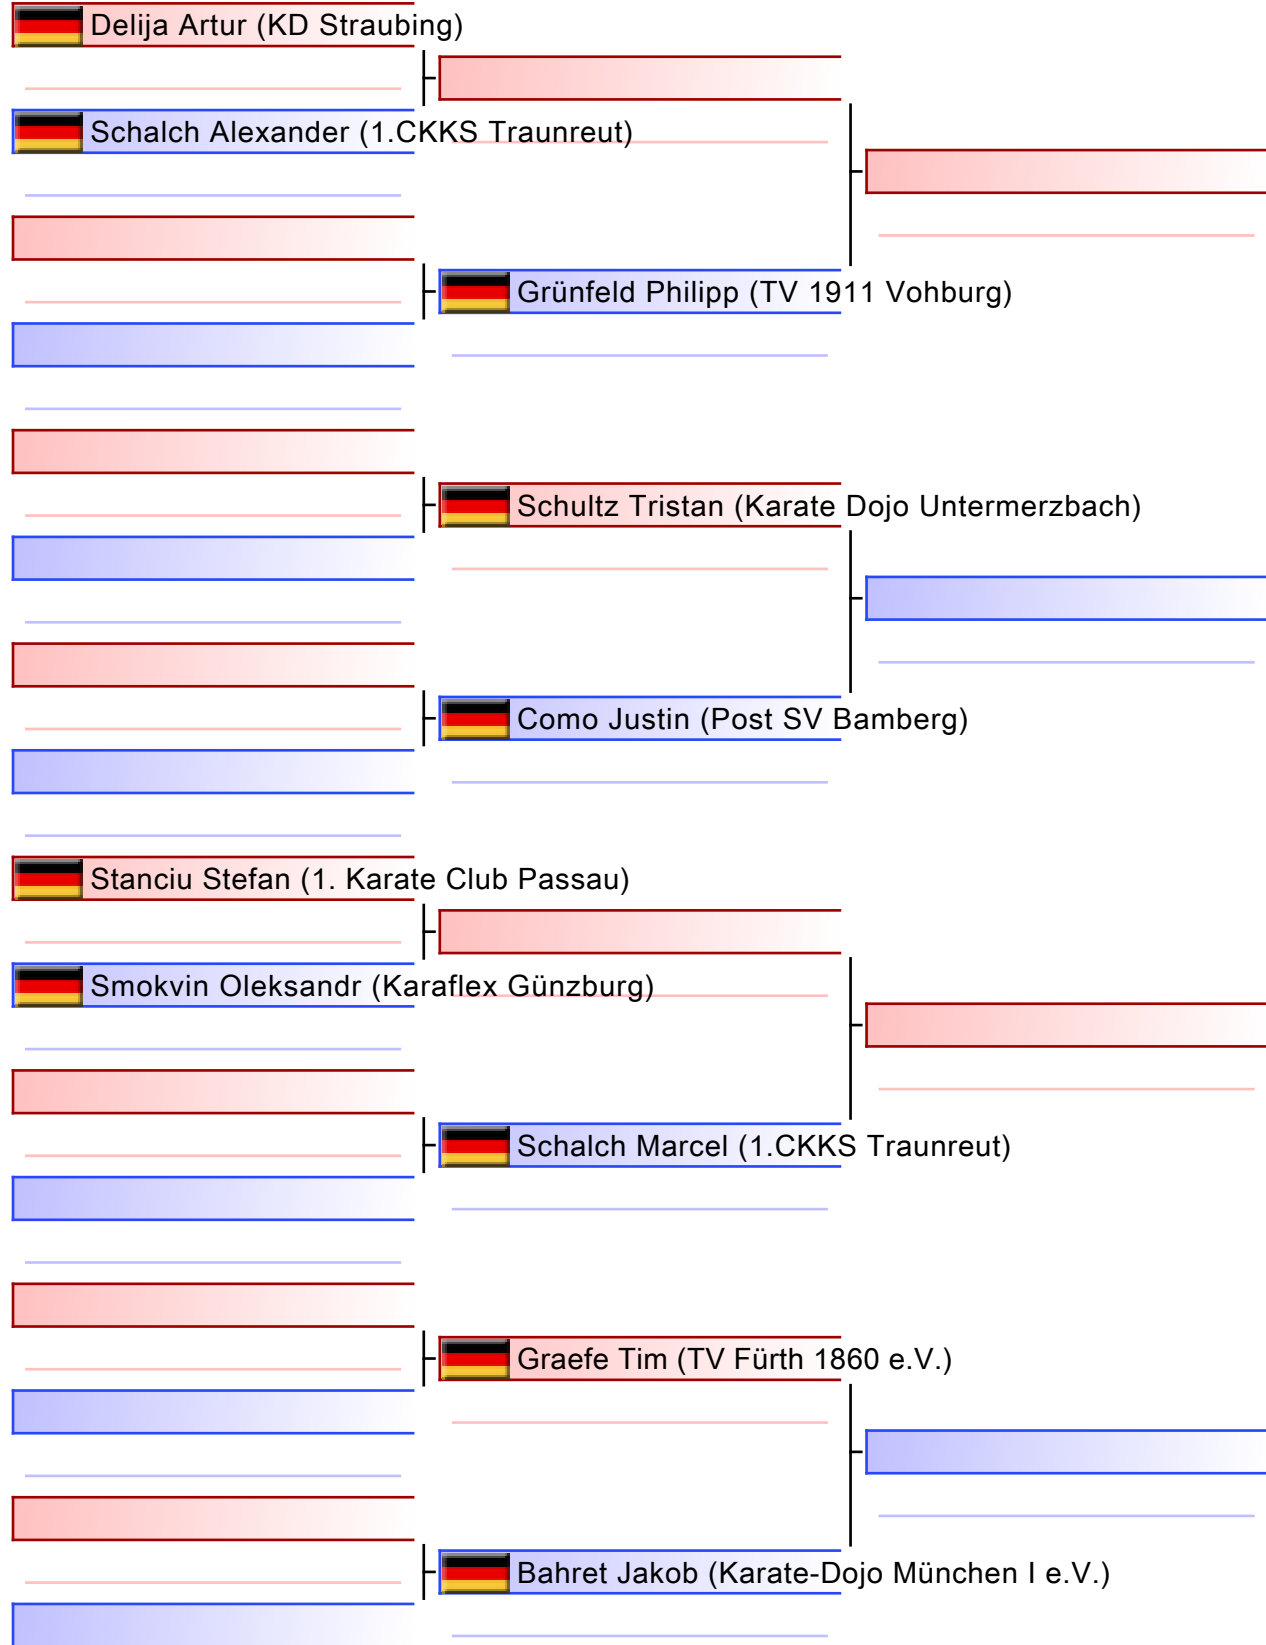 Delija Artur (KD Straubing)
Schalch Alexander (1.CKKS Traunreut)
Grünfeld Philipp (TV 1911 Vohburg)
Schultz Tristan (Karate Dojo Untermerzbach)
Como Justin (Post SV Bamberg)
Stanciu Stefan (1. Karate Club Passau)
Smokvin Oleksandr (Karaflex Günzburg)
Schalch Marcel (1.CKKS Traunreut)
Graefe Tim (TV Fürth 1860 e.V.)
Bahret Jakob (Karate-Dojo München I e.V.)